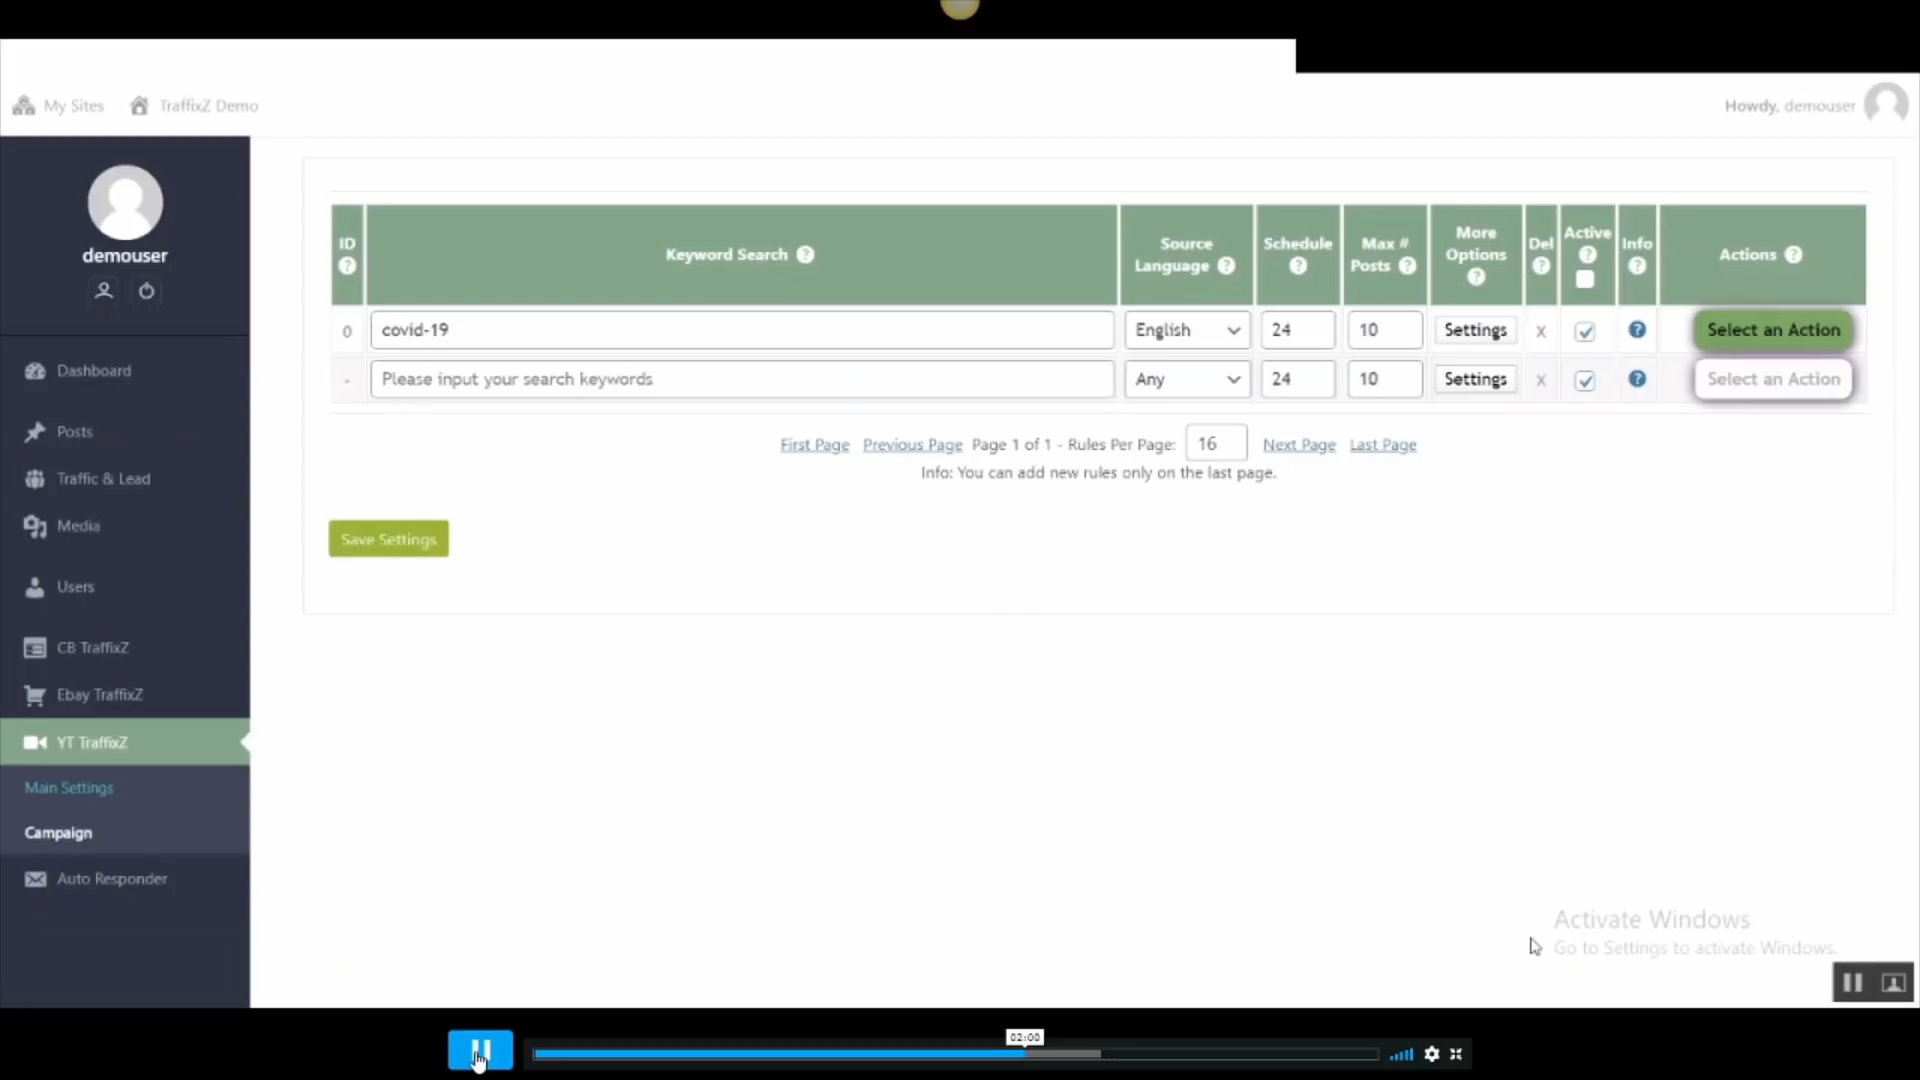 My Sites TraffixZ Demo
Howdy, demouser
demouser
Dashboard
Posts
Traffic & Lead
Media
Users
CB TraffixZ
Ebay TraffixZ
YT TraffixZ
Main Settings
Campaign
Auto Responder
ID Keyword Search Source Language Schedule Max # Posts More Options Del Active Info Actions
0 covid-19 English 24 10 Settings X Select an Action
- Please input your search keywords Any 24 10 Settings X Select an Action
First Page Previous Page Page 1 of 1 - Rules Per Page: 16 Next Page Last Page
Info: You can add new rules only on the last page.
Save Settings
Activate Windows
Go to Settings to activate Windows.
02:00